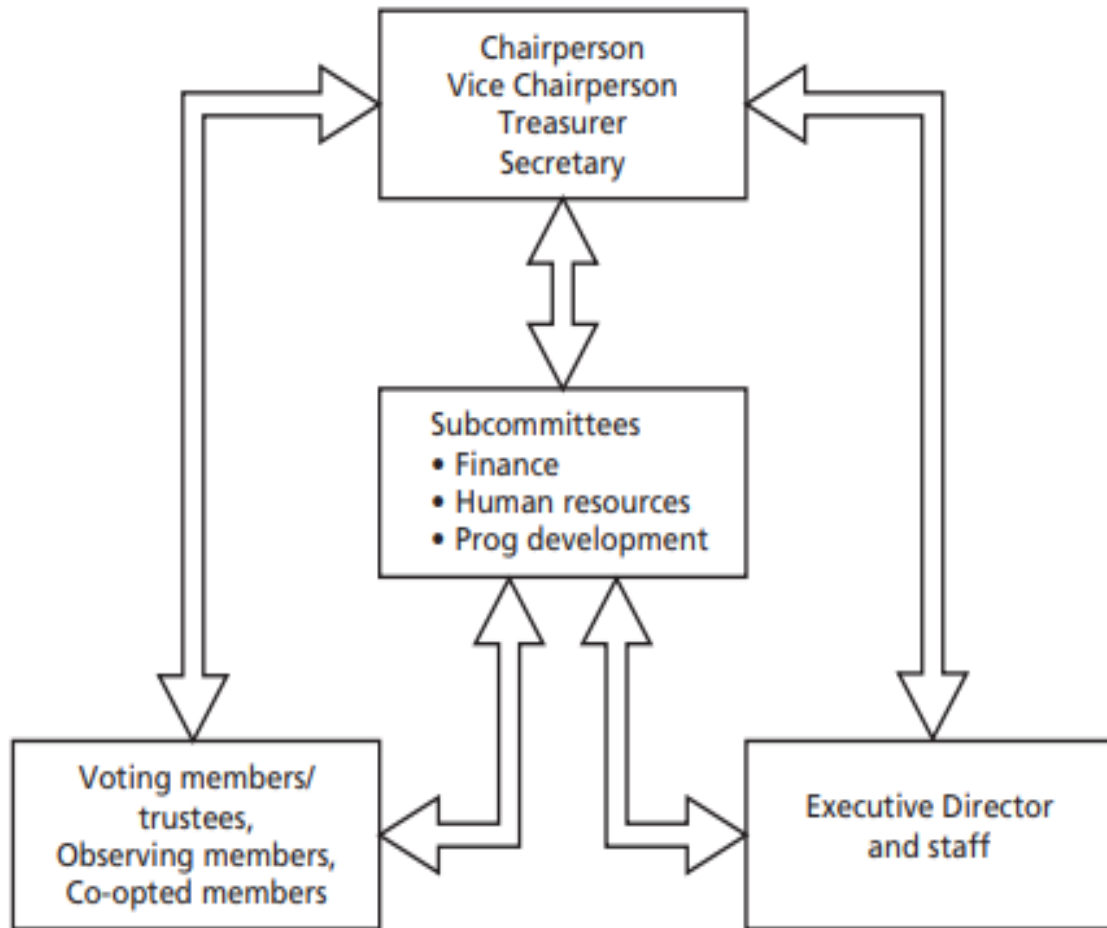 Chairperson
Vice Chairperson
Treasurer
Secretary
Subcommittees
• Finance
• Human resources
• Prog development
Voting members/
trustees,
Observing members,
Co-opted members
Executive Director
and staff